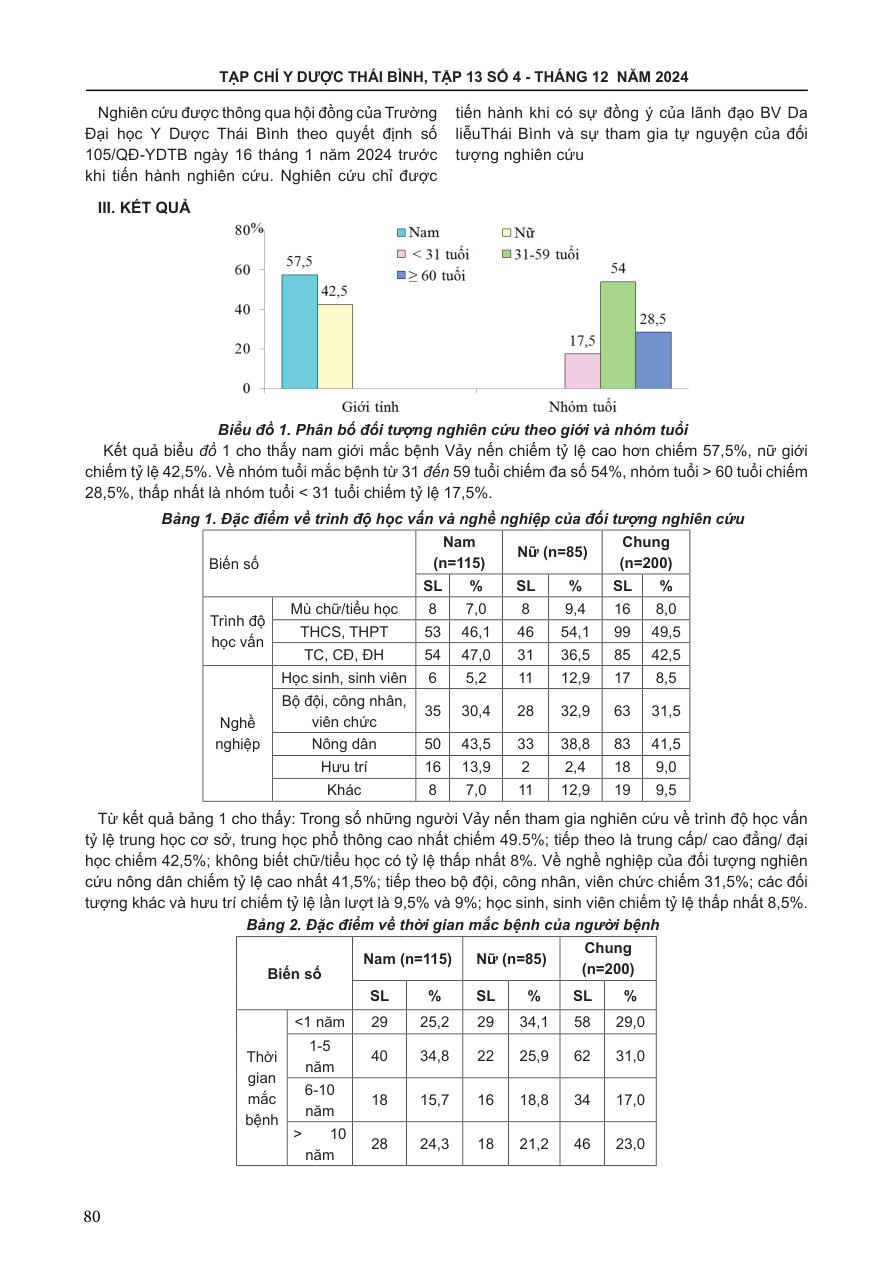 TẠP CHÍ Y DƯỢC THÁI BÌNH, TẬP 13 SỐ 4 - THÁNG 12 NĂM 2024
Nghiên cứu được thông qua hội đồng của Trường
Đại học Y Dược Thái Bình theo quyết định số
105/QĐ-YDTB ngày 16 tháng 1 năm 2024 trước
khi tiến hành nghiên cứu. Nghiên cứu chỉ được
tiến hành khi có sự đồng ý của lãnh đạo BV Da
liễuThái Bình và sự tham gia tự nguyện của đối
tượng nghiên cứu
III. KẾT QUẢ
80%
60
40
20
0
Nam
Nữ
< 31 tuổi
31-59 tuổi
≥ 60 tuổi
57,5
42,5
17,5
54
28,5
Giới tính
Nhóm tuổi
Biểu đồ 1. Phân bố đối tượng nghiên cứu theo giới và nhóm tuổi
Kết quả biểu đồ 1 cho thấy nam giới mắc bệnh Vảy nến chiếm tỷ lệ cao hơn chiếm 57,5%, nữ giới
chiếm tỷ lệ 42,5%. Về nhóm tuổi mắc bệnh từ 31 đến 59 tuổi chiếm đa số 54%, nhóm tuổi > 60 tuổi chiếm
28,5%, thấp nhất là nhóm tuổi < 31 tuổi chiếm tỷ lệ 17,5%.
Bảng 1. Đặc điểm về trình độ học vấn và nghề nghiệp của đối tượng nghiên cứu
Biến số
Nam
(n=115)
Nữ (n=85)
Chung
(n=200)
SL % SL % SL %
Trình độ
học vấn
Mù chữ/tiểu học 8 7,0 8 9,4 16 8,0
THCS, THPT 53 46,1 46 54,1 99 49,5
TC, CĐ, ĐH 54 47,0 31 36,5 85 42,5
Nghề
nghiệp
Học sinh, sinh viên 6 5,2 11 12,9 17 8,5
Bộ đội, công nhân,
viên chức
35 30,4 28 32,9 63 31,5
Nông dân 50 43,5 33 38,8 83 41,5
Hưu trí 16 13,9 2 2,4 18 9,0
Khác 8 7,0 11 12,9 19 9,5
Từ kết quả bảng 1 cho thấy: Trong số những người Vảy nến tham gia nghiên cứu về trình độ học vấn
tỷ lệ trung học cơ sở, trung học phổ thông cao nhất chiếm 49.5%; tiếp theo là trung cấp/ cao đẳng/ đại
học chiếm 42,5%; không biết chữ/tiểu học có tỷ lệ thấp nhất 8%. Về nghề nghiệp của đối tượng nghiên
cứu nông dân chiếm tỷ lệ cao nhất 41,5%; tiếp theo bộ đội, công nhân, viên chức chiếm 31,5%; các đối
tượng khác và hưu trí chiếm tỷ lệ lần lượt là 9,5% và 9%; học sinh, sinh viên chiếm tỷ lệ thấp nhất 8,5%.
Bảng 2. Đặc điểm về thời gian mắc bệnh của người bệnh
Biến số
Nam (n=115)
Nữ (n=85)
Chung
(n=200)
SL % SL % SL %
Thời
gian
mắc
bệnh
<1 năm 29 25,2 29 34,1 58 29,0
1-5
năm
40 34,8 22 25,9 62 31,0
6-10
năm
18 15,7 16 18,8 34 17,0
> 10
năm
28 24,3 18 21,2 46 23,0
80